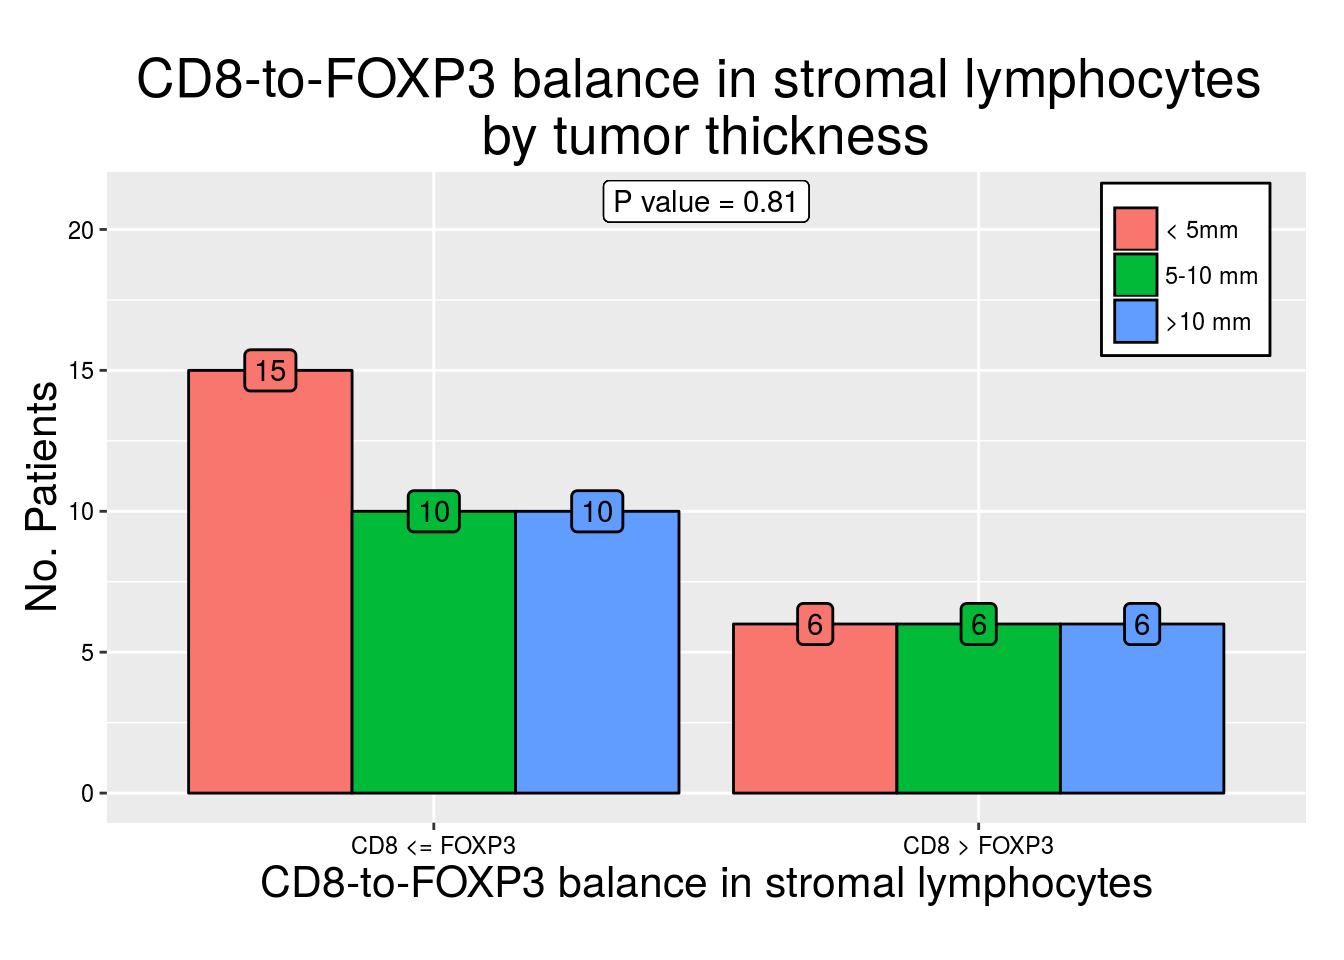 CD8-to-FOXP3 balance in stromal lymphocytes
by tumor thickness
P value = 0.81
< 5mm
5-10 mm
>10 mm
No. Patients
20
15
10
5
0
15
10
10
6
6
6
CD8 <= FOXP3
CD8 > FOXP3
CD8-to-FOXP3 balance in stromal lymphocytes